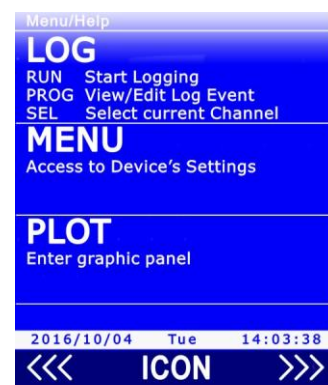 Menu/Help
LOG
RUN Start Logging
PROG View/Edit Log Event
SEL Select current Channel
MENU
Access to Device's Settings
PLOT
Enter graphic panel
2016/10/04 Tue 14:03:38
<<< ICON >>>